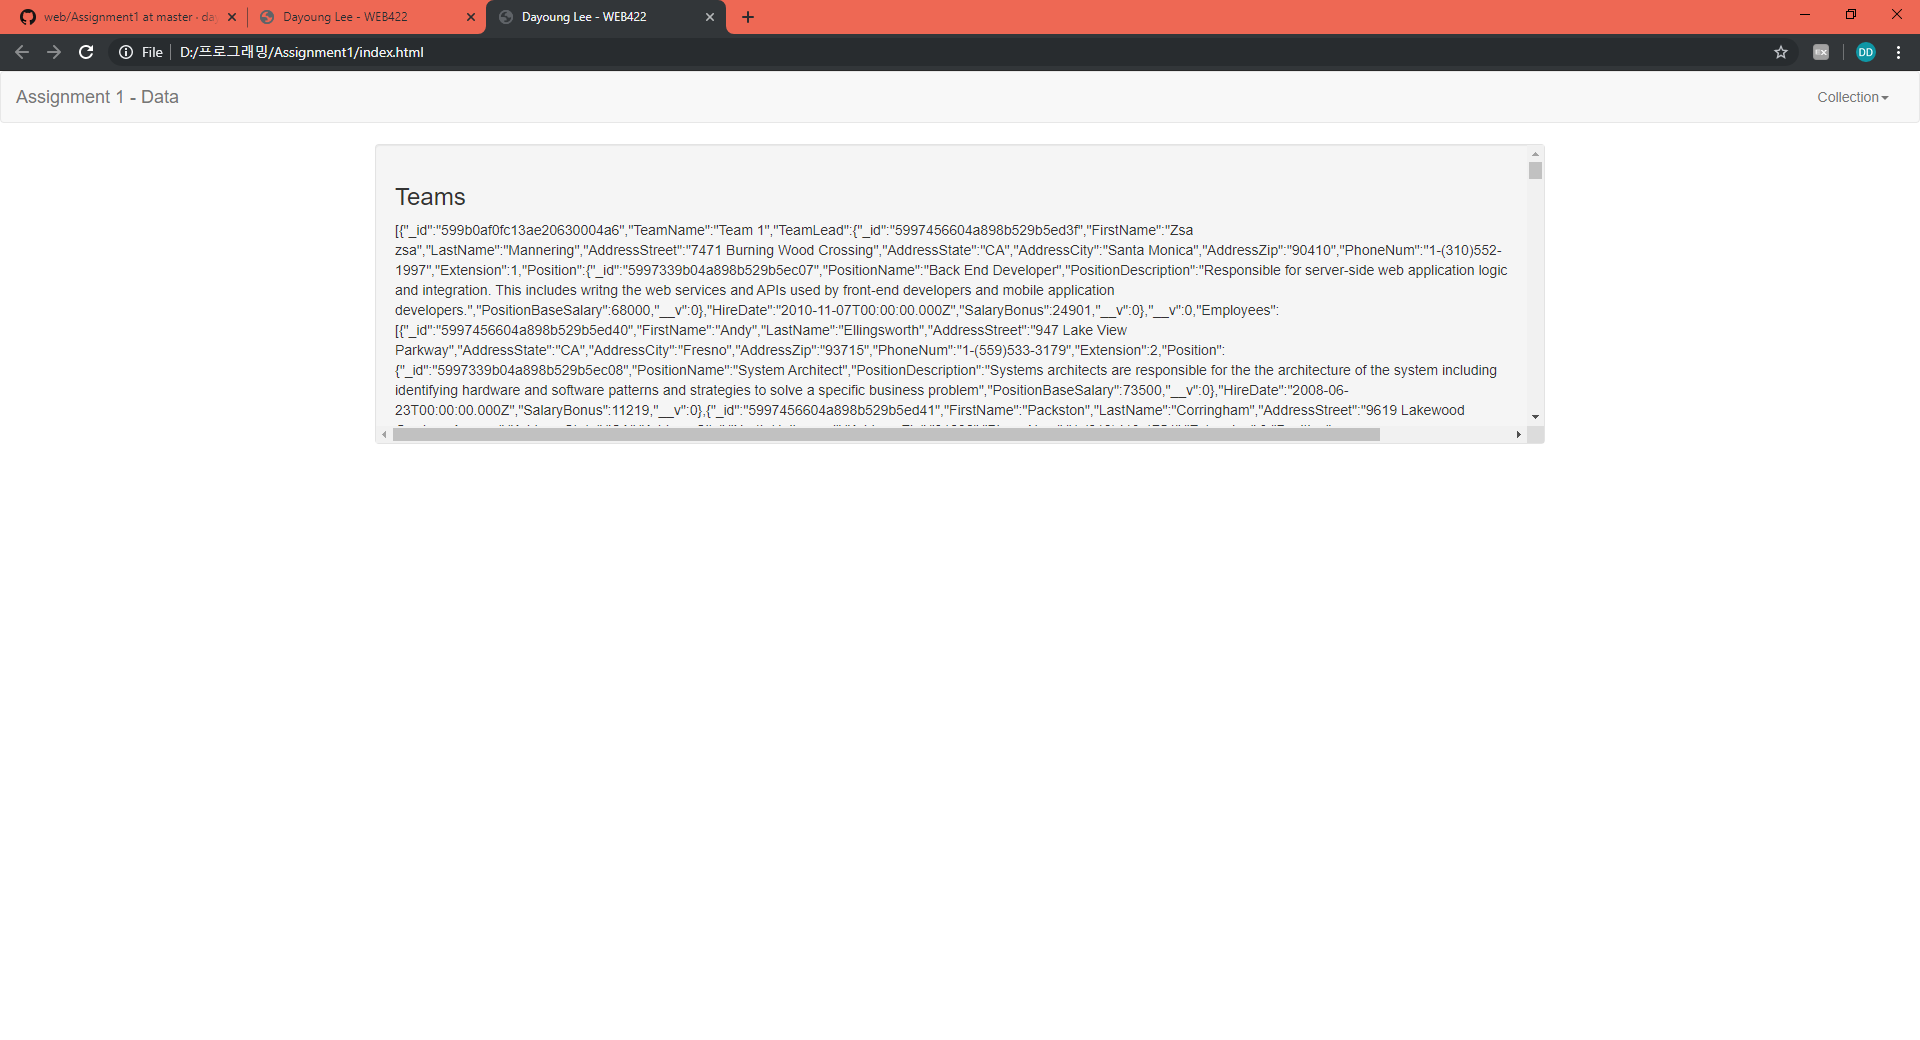 web/Assignment1 at master · day
Dayoung Lee - WEB422
Dayoung Lee - WEB422
File
D:/프로그래밍/Assignment1/index.html
DD
Assignment 1 - Data
Collection
Teams
[{"_id":"599b0af0fc13ae20630004a6","TeamName":"Team 1","TeamLead":{"_id":"5997456604a898b529b5ed3f","FirstName":"Zsa
zsa","LastName":"Mannering","AddressStreet":"7471 Burning Wood Crossing","AddressState":"CA","AddressCity":"Santa Monica","AddressZip":"90410","PhoneNum":"1-(310)552-
1997","Extension":1,"Position":{"_id":"5997339b04a898b529b5ec07","PositionName":"Back End Developer","PositionDescription":"Responsible for server-side web application logic
and integration. This includes writng the web services and APIs used by front-end developers and mobile application
developers.","PositionBaseSalary":68000,"__v":0},"HireDate":"2010-11-07T00:00:00.000Z","SalaryBonus":24901,"__v":0},"__v":0,"Employees":
[{"_id":"5997456604a898b529b5ed40","FirstName":"Andy","LastName":"Ellingsworth","AddressStreet":"947 Lake View
Parkway","AddressState":"CA","AddressCity":"Fresno","AddressZip":"93715","PhoneNum":"1-(559)533-3179","Extension":2,"Position":
{"_id":"5997339b04a898b529b5ec08","PositionName":"System Architect","PositionDescription":"Systems architects are responsible for the the architecture of the system including
identifying hardware and software patterns and strategies to solve a specific business problem","PositionBaseSalary":73500,"__v":0},"HireDate":"2008-06-
23T00:00:00.000Z","SalaryBonus":11219,"__v":0},{"_id":"5997456604a898b529b5ed41","FirstName":"Packston","LastName":"Corringham","AddressStreet":"9619 Lakewood